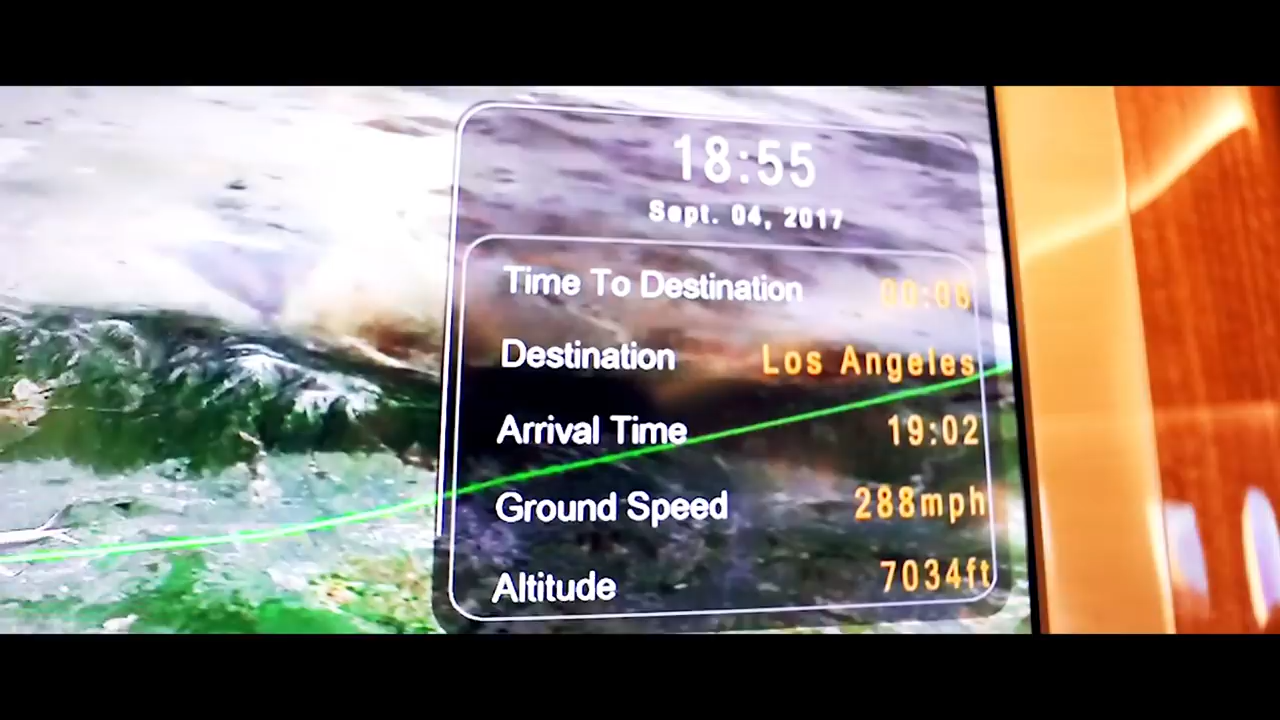 18:55
Sept. 04, 2017
Time To Destination
Destination Los Angeles
Arrival Time 19:02
Ground Speed 288mph
Altitude 7034ft